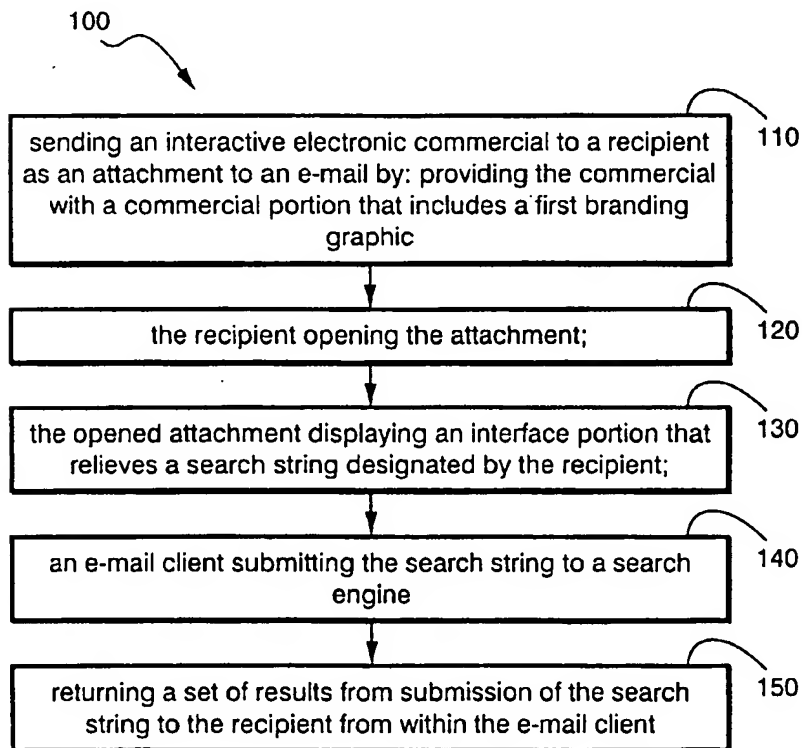 100
110
sending an interactive electronic commercial to a recipient
as an attachment to an e-mail by: providing the commercial
with a commercial portion that includes a first branding
graphic
120
the recipient opening the attachment;
130
the opened attachment displaying an interface portion that
relieves a search string designated by the recipient;
140
an e-mail client submitting the search string to a search
engine
150
returning a set of results from submission of the search
string to the recipient from within the e-mail client